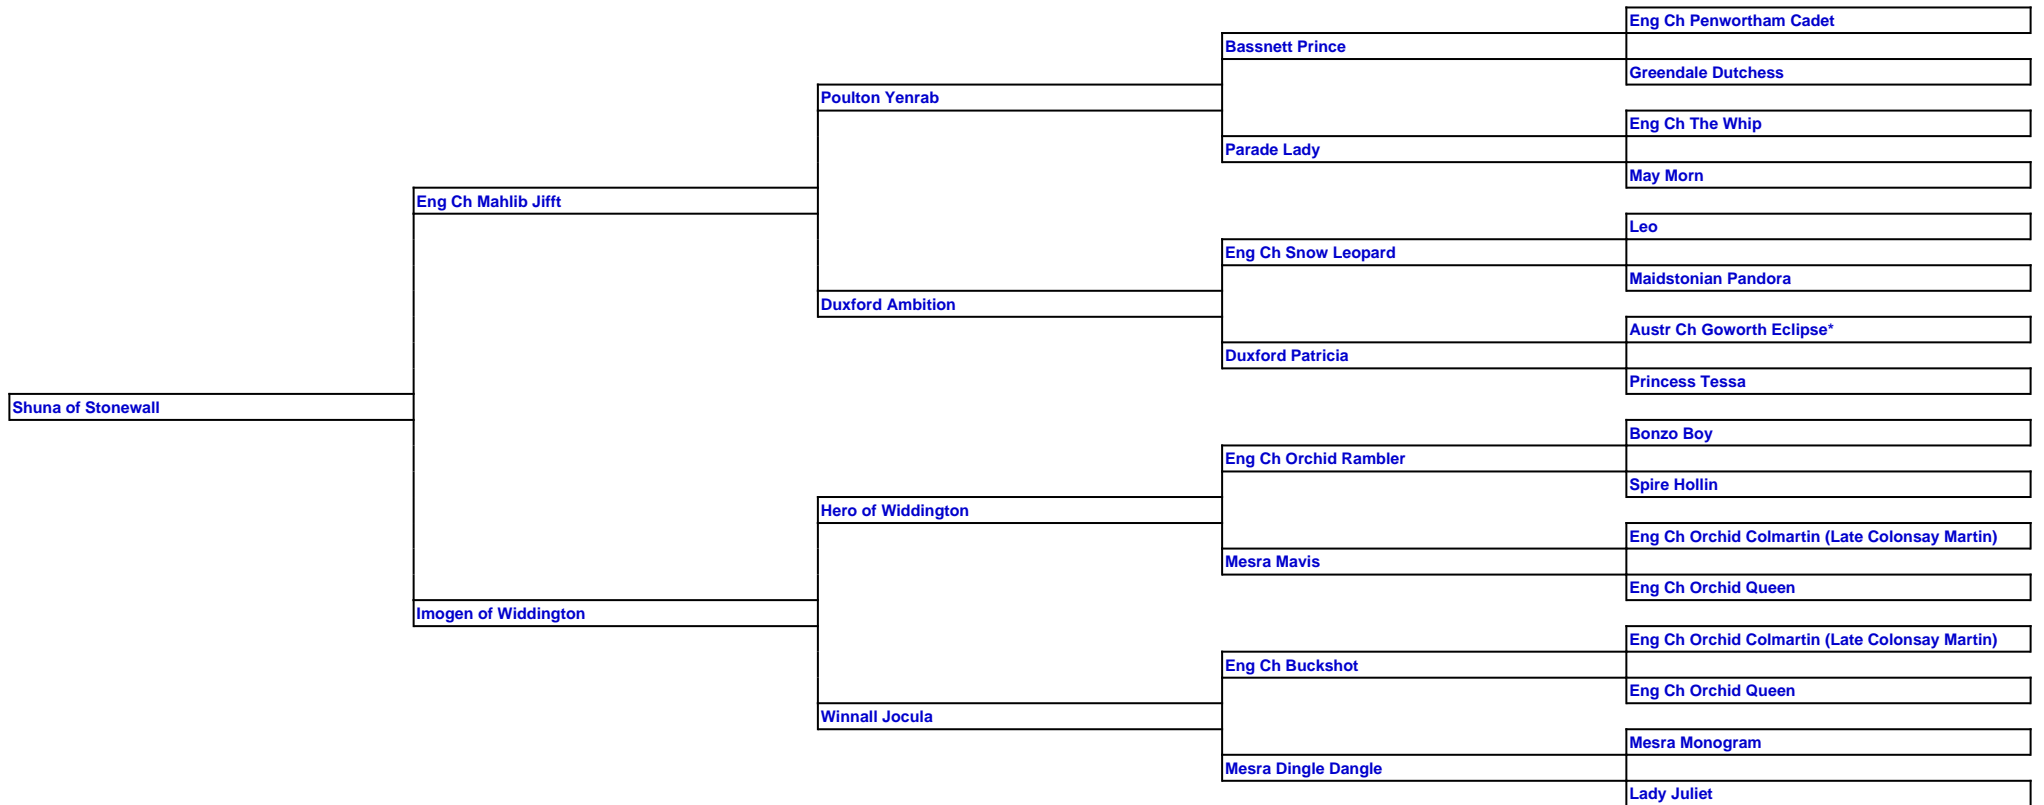 Eng Ch Penwortham Cadet
Bassnett Prince
Greendale Dutchess
Poulton Yenrab
Eng Ch The Whip
Parade Lady
May Morn
Eng Ch Mahlib Jifft
Leo
Eng Ch Snow Leopard
Maidstonian Pandora
Duxford Ambition
Austr Ch Goworth Eclipse*
Duxford Patricia
Princess Tessa
Shuna of Stonewall
Bonzo Boy
Eng Ch Orchid Rambler
Spire Hollin
Hero of Widdington
Eng Ch Orchid Colmartin (Late Colonsay Martin)
Mesra Mavis
Eng Ch Orchid Queen
Imogen of Widdington
Eng Ch Orchid Colmartin (Late Colonsay Martin)
Eng Ch Buckshot
Eng Ch Orchid Queen
Winnall Jocula
Mesra Monogram
Mesra Dingle Dangle
Lady Juliet